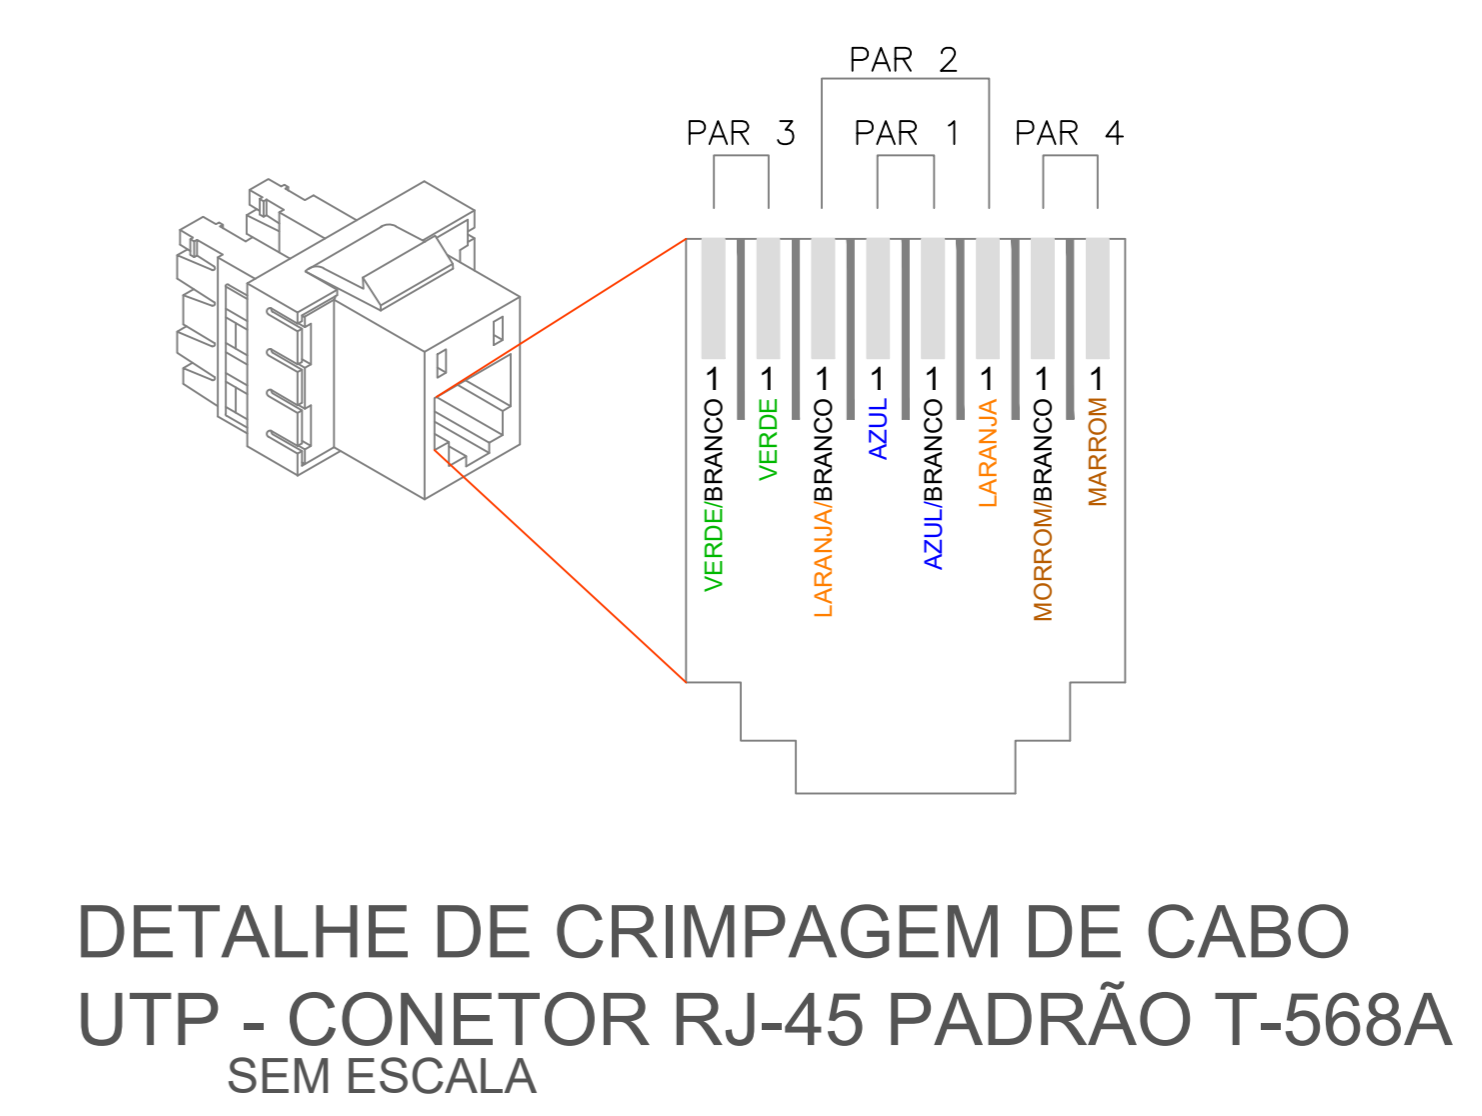 PAR 2
PAR 3
PAR 1
PAR 4
1 1 1 1 1 1 1 1
VERDE/BRANCO
VERDE
LARANJA/BRANCO
AZUL
AZUL/BRANCO
LARANJA
MORROM/BRANCO
MARROM
DETALHE DE CRIMPAGEM DE CABO
UTP - CONETOR RJ-45 PADRÃO T-568A
SEM ESCALA